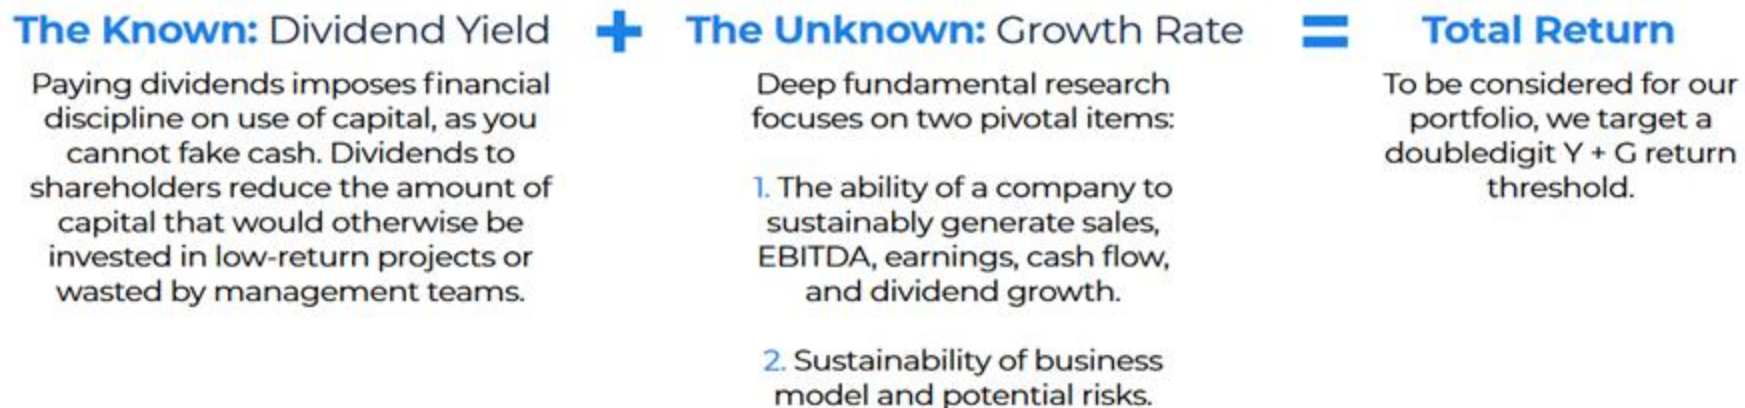 The Known: Dividend Yield
Paying dividends imposes financial
discipline on use of capital, as you
cannot fake cash. Dividends to
shareholders reduce the amount of
capital that would otherwise be
invested in low-return projects or
wasted by management teams.
+
The Unknown: Growth Rate
Deep fundamental research
focuses on two pivotal items:
1. The ability of a company to
sustainably generate sales,
EBITDA, earnings, cash flow,
and dividend growth.
2. Sustainability of business
model and potential risks.
=
Total Return
To be considered for our
portfolio, we target a
doubledigit Y + G return
threshold.